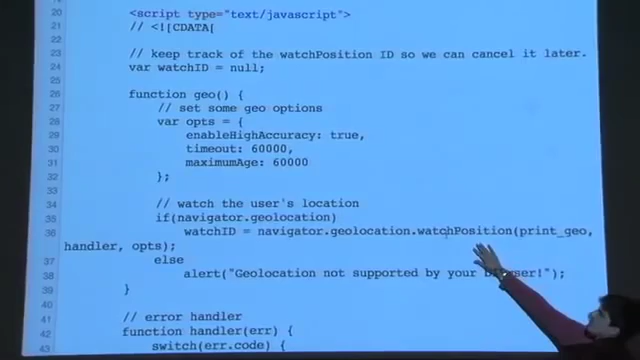 20 <script type="text/javascript">
21 // <![CDATA[
22
23 // keep track of the watchPosition ID so we can cancel it later.
24 var watchID = null;
25
26 function geo() {
27 // set some geo options
28 var opts = {
29 enableHighAccuracy: true,
30 timeout: 60000,
31 maximumAge: 60000
32 };
33
34 // watch the user's location
35 if(navigator.geolocation)
36 watchID = navigator.geolocation.watchPosition(print_geo,
handler, opts);
37 else
38 alert("Geolocation not supported by your browser!");
39 }
40
41 // error handler
42 function handler(err) {
43 switch(err.code) {